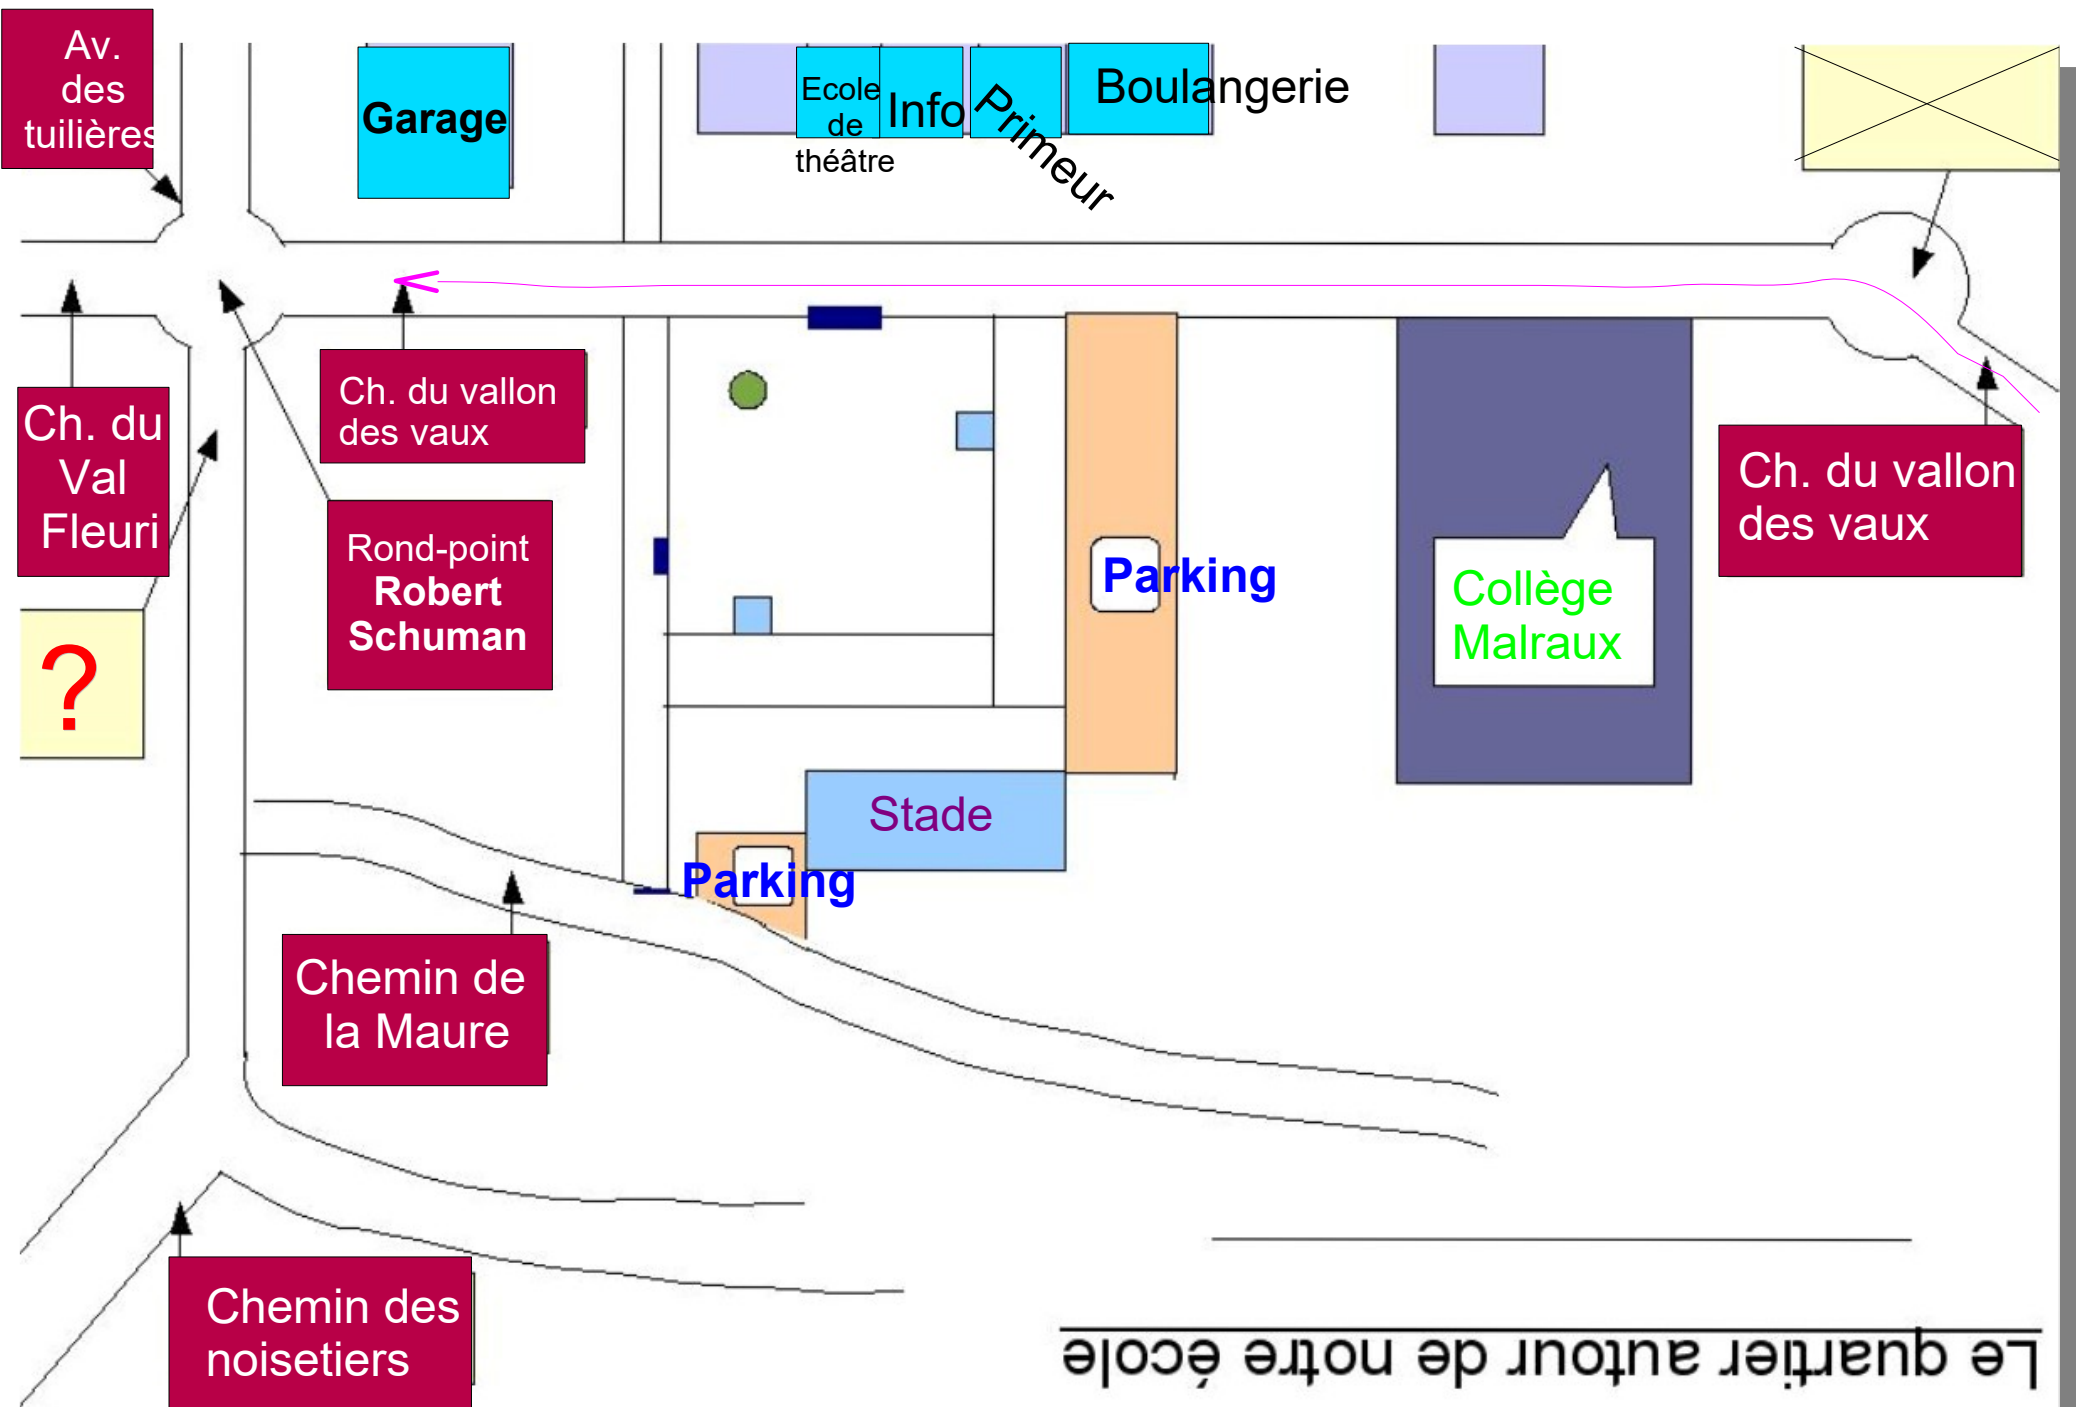 Av.
des
tuilières
Garage
Ecole
de
théâtre
Info
Primeur
Boulangerie
Ch. du
Val
Fleuri
Ch. du vallon
des vaux
Rond-point
Robert
Schuman
Parking
Collège
Malraux
Ch. du vallon
des vaux
?
Stade
Parking
Chemin de
la Maure
Chemin des
noisetiers
Le quartier autour de notre école